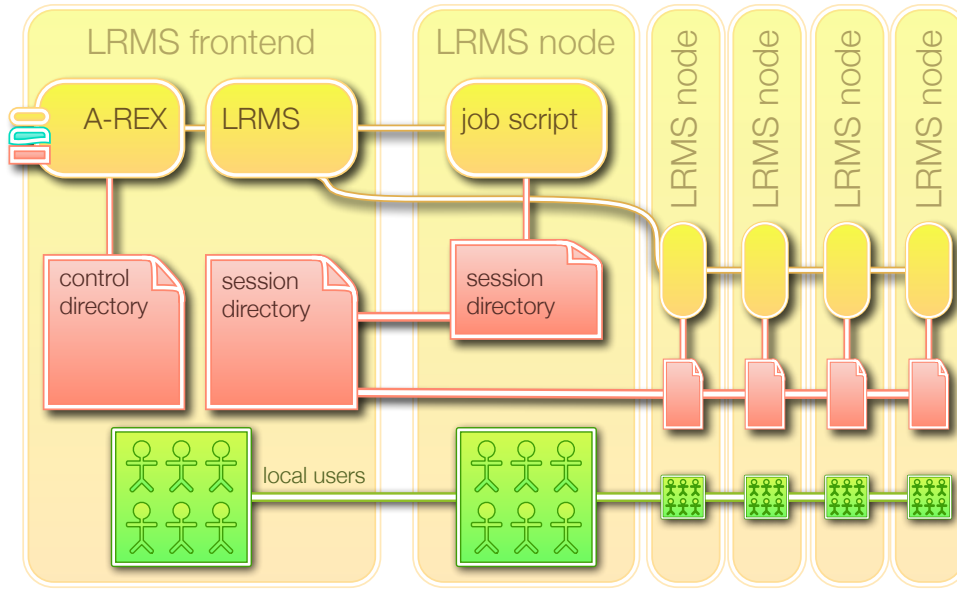 LRMS frontend
LRMS node
LRMS node
LRMS node
LRMS node
LRMS node
A-REX
LRMS
job script
control
directory
session
directory
session
directory
local users